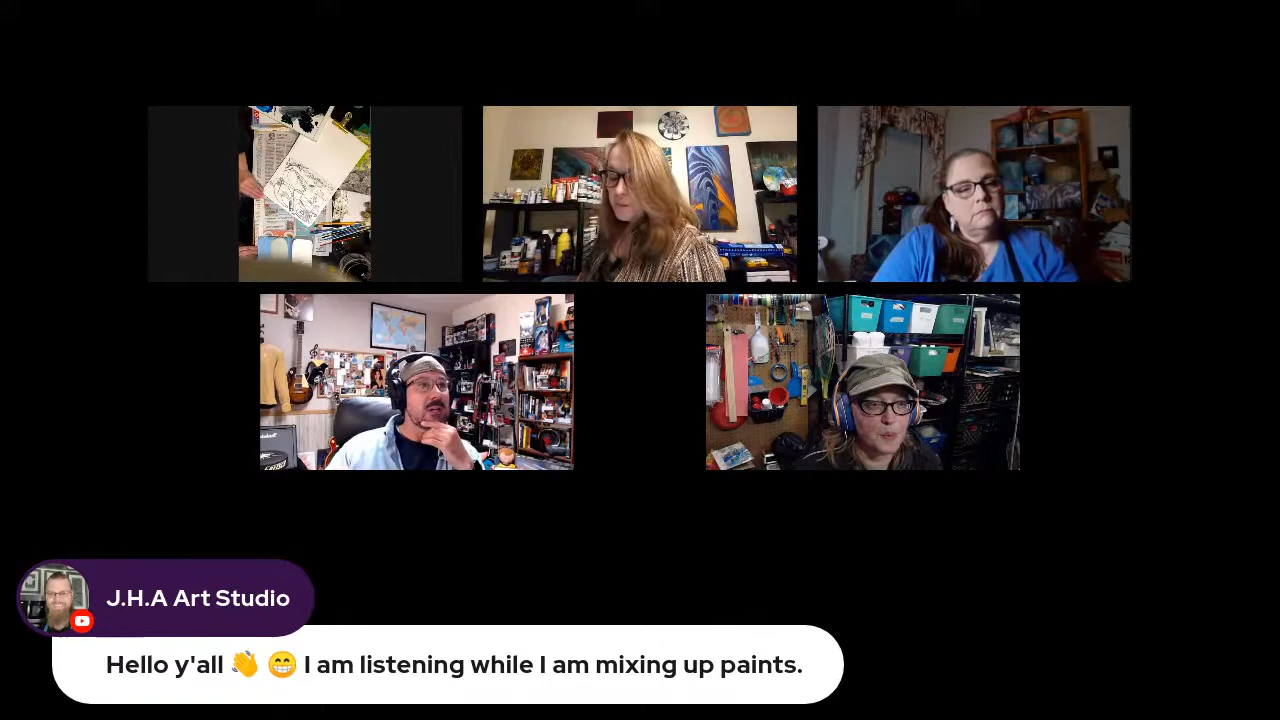 J.H.A Art Studio
Hello y'all 👋 😁 I am listening while I am mixing up paints.